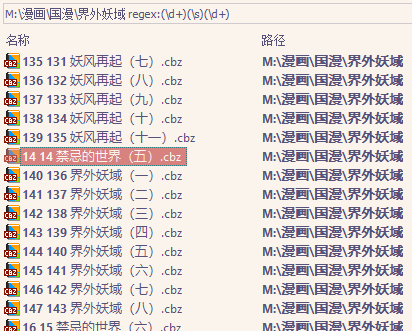 M:\漫画\国漫\界外妖域 regex:(\d+)(\s)(\d+)
名称 路径
135 131 妖风再起（七）.cbz M:\漫画\国漫\界外妖域
136 132 妖风再起（八）.cbz M:\漫画\国漫\界外妖域
137 133 妖风再起（九）.cbz M:\漫画\国漫\界外妖域
138 134 妖风再起（十）.cbz M:\漫画\国漫\界外妖域
139 135 妖风再起（十一）.cbz M:\漫画\国漫\界外妖域
14 14 禁忌的世界（五）.cbz M:\漫画\国漫\界外妖域
140 136 界外妖域（一）.cbz M:\漫画\国漫\界外妖域
141 137 界外妖域（二）.cbz M:\漫画\国漫\界外妖域
142 138 界外妖域（三）.cbz M:\漫画\国漫\界外妖域
143 139 界外妖域（四）.cbz M:\漫画\国漫\界外妖域
144 140 界外妖域（五）.cbz M:\漫画\国漫\界外妖域
145 141 界外妖域（六）.cbz M:\漫画\国漫\界外妖域
146 142 界外妖域（七）.cbz M:\漫画\国漫\界外妖域
147 143 界外妖域（八）.cbz M:\漫画\国漫\界外妖域
16 15 禁忌的世界（六）.cbz M:\漫画\国漫\界外妖域